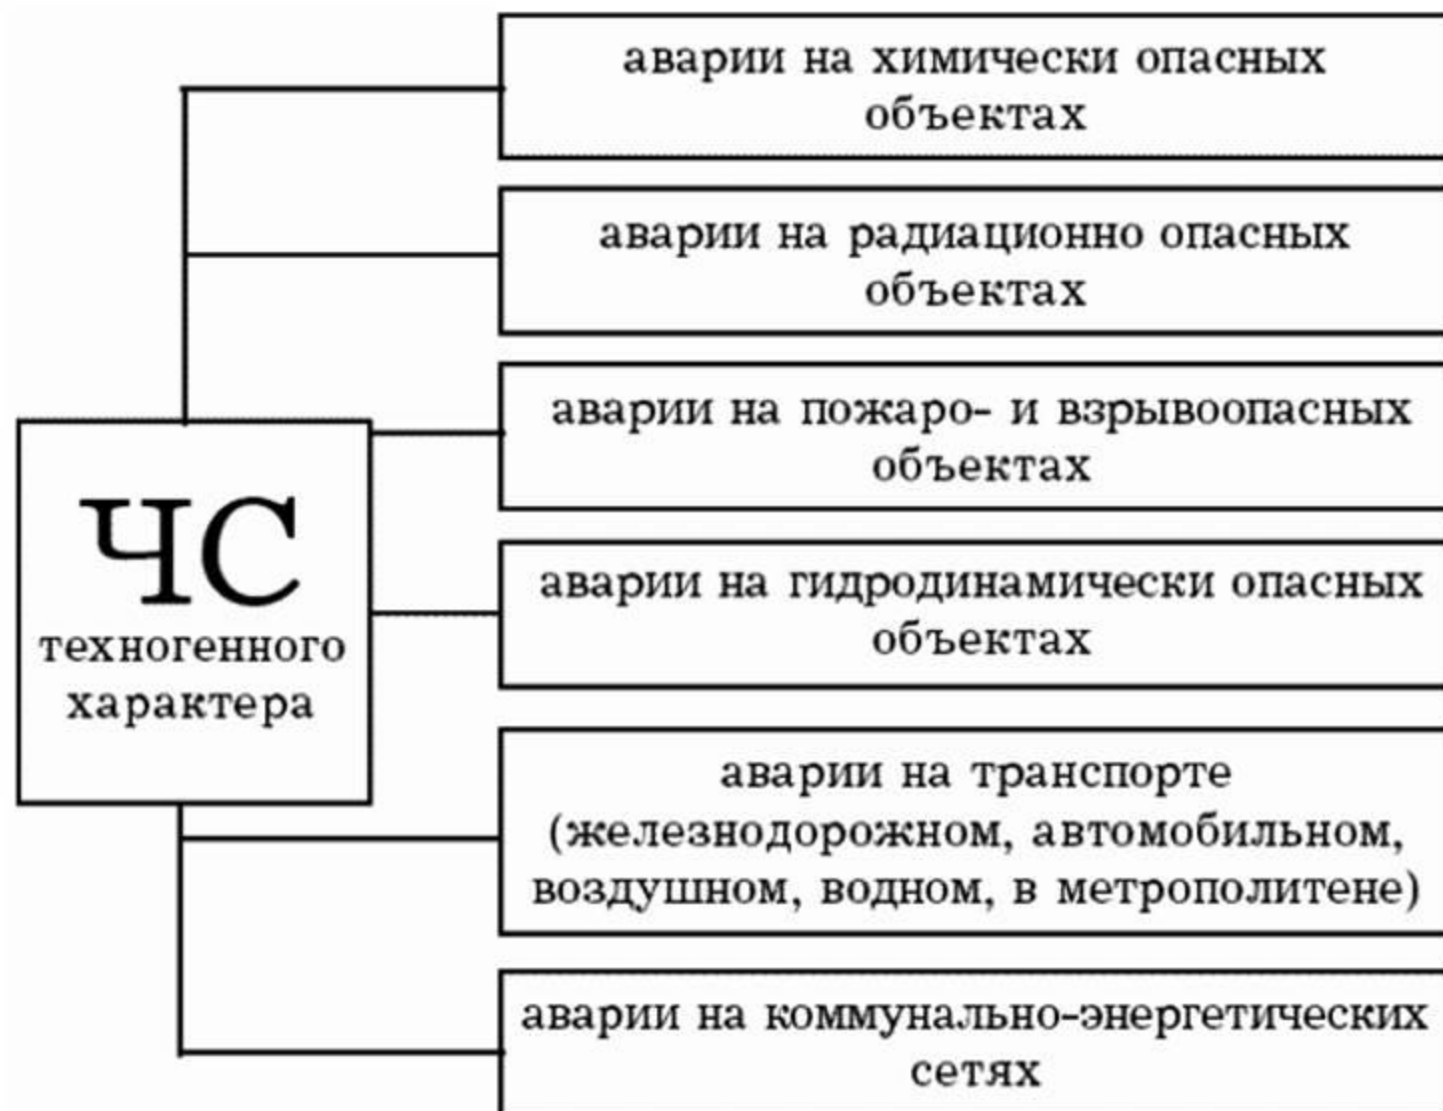 аварии на химически опасных
объектах
аварии на радиационно опасных
объектах
аварии на пожаро- и взрывоопасных
объектах
ЧС
техногенного
характера
аварии на гидродинамически опасных
объектах
аварии на транспорте
(железнодорожном, автомобильном,
воздушном, водном, в метрополитене)
аварии на коммунально-энергетических
сетях